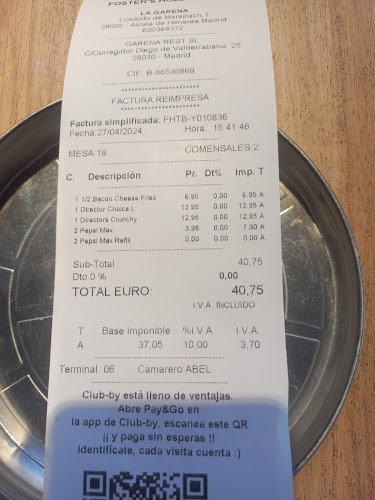 FOSTER'S HOLLY
LA GARENA
C/Adolfo de Marsillach,1
28002 - Alcala de Henares,Madrid
630364372
GARENA REST SL
C/Corregidor Diego de Valderrabano, 25
28030 - Madrid
CIF: B-86536869
**********************
**********************
FACTURA REIMPRESA
Factura simplificada: FHTB-Y010836
Fecha:27/04/2024 Hora: 15:41:46
MESA:19 COMENSALES:2
C. Descripción Pr. Dt% Imp. T
1 1/2 Bacon Cheese Fries 6,95 0,00 6,95 A
1 Director Choice L 12,95 0,00 12,95 A
1 Directors Crunchy 12,95 0,00 12,95 A
2 Pepsi Max 3,95 0,00 7,90 A
2 Pepsi Max Refill 0,00 0,00 0,00 A
Sub-Total 40,75
Dto 0 % 0,00
TOTAL EURO: 40,75
I.V.A. INCLUIDO
T Base Imponible %I.V.A I.V.A
A 37,05 10,00 3,70
Terminal: 06 Camarero ABEL
Club-by está lleno de ventajas.
Abre Pay&Go en
la app de Club-by, escanea este QR
¡¡ y paga sin esperas !!
Identifícate, cada visita cuenta :)